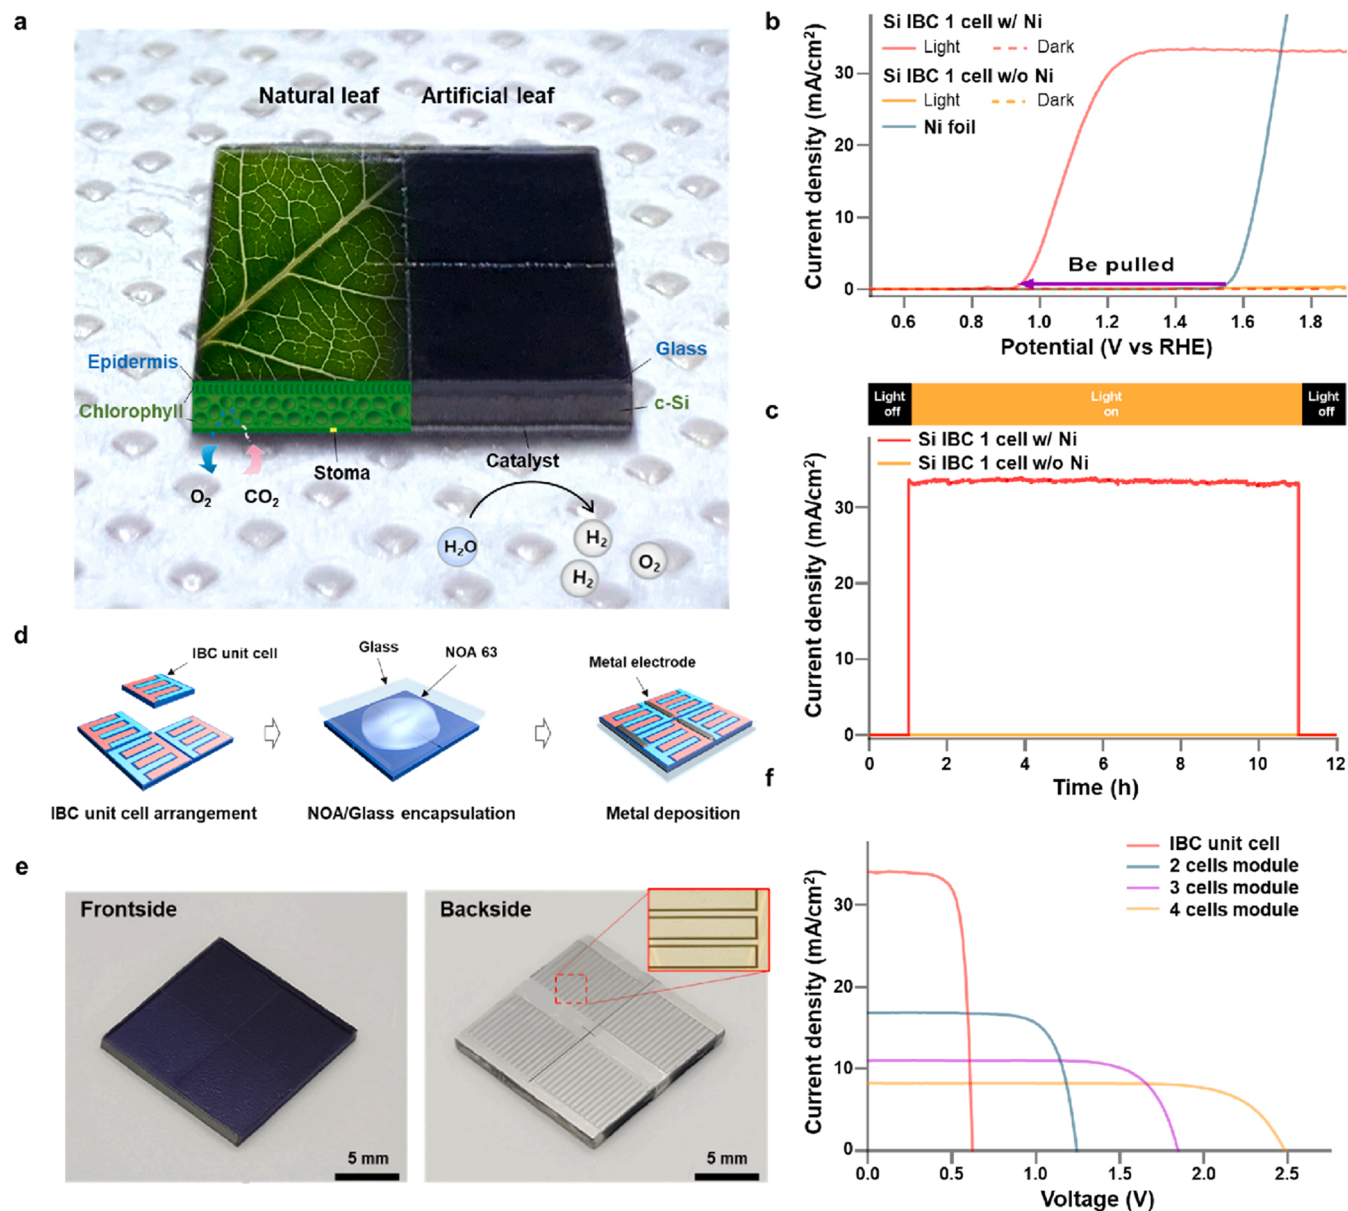 a
Natural leaf
Artificial leaf
Epidermis
Chlorophyll
Glass
c-Si
O2
CO2
Stoma
Catalyst
H2O
H2
H2
O2
b
Si IBC 1 cell w/ Ni
Light
Dark
Si IBC 1 cell w/o Ni
Light
Dark
Ni foil
Be pulled
Current density (mA/cm²)
30
20
10
0
0.6
0.8
1.0
1.2
1.4
1.6
1.8
Potential (V vs RHE)
c
Light
off
Light
on
Light
off
Si IBC 1 cell w/ Ni
Si IBC 1 cell w/o Ni
Current density (mA/cm²)
30
20
10
0
0
2
4
6
8
10
12
Time (h)
d
IBC unit cell
Glass
NOA 63
Metal electrode
IBC unit cell arrangement
NOA/Glass encapsulation
Metal deposition
e
Frontside
5 mm
Backside
5 mm
f
IBC unit cell
2 cells module
3 cells module
4 cells module
Current density (mA/cm²)
30
20
10
0
0.0
0.5
1.0
1.5
2.0
2.5
Voltage (V)